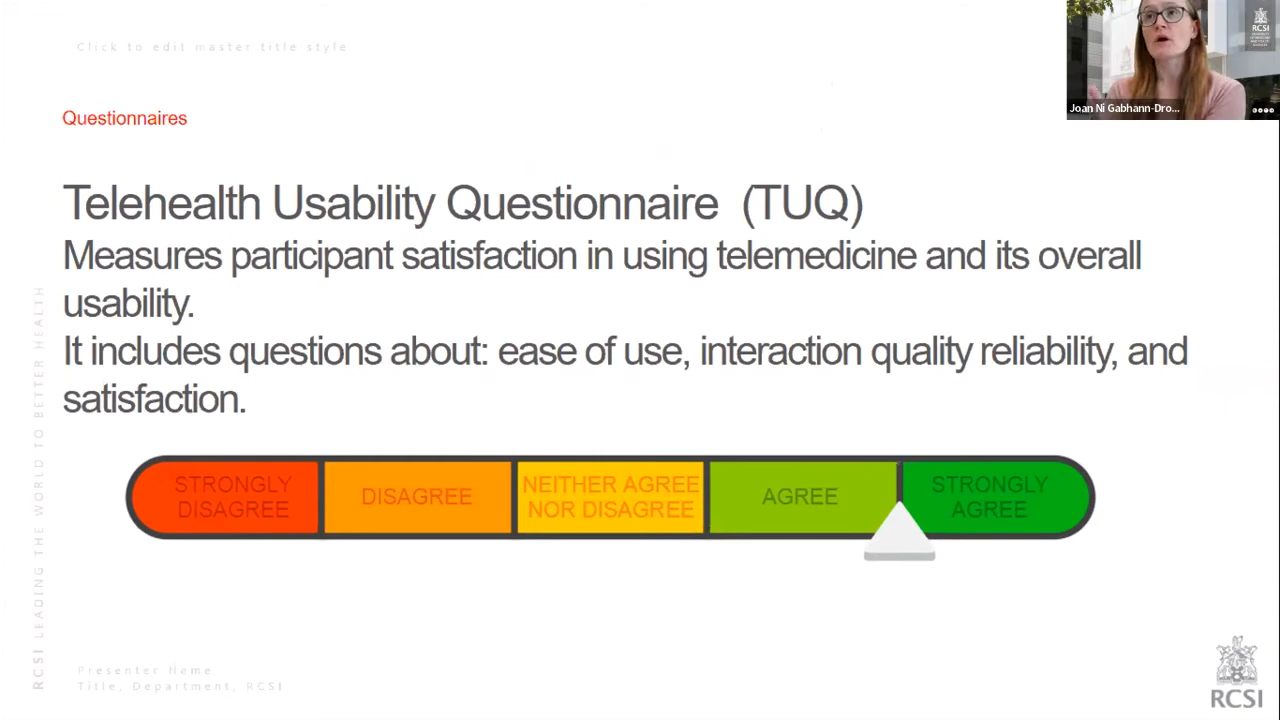 Click to edit master title style
RCSI
Joan Ni Gabhann-Dro...
Questionnaires
Telehealth Usability Questionnaire (TUQ)
Measures participant satisfaction in using telemedicine and its overall
usability.
It includes questions about: ease of use, interaction quality reliability, and
satisfaction.
STRONGLY
DISAGREE
DISAGREE
NEITHER AGREE
NOR DISAGREE
AGREE
STRONGLY
AGREE
RCSI LEADING THE WORLD TO BETTER HEALTH
Presenter Name
Title, Department, RCSI
RCSI